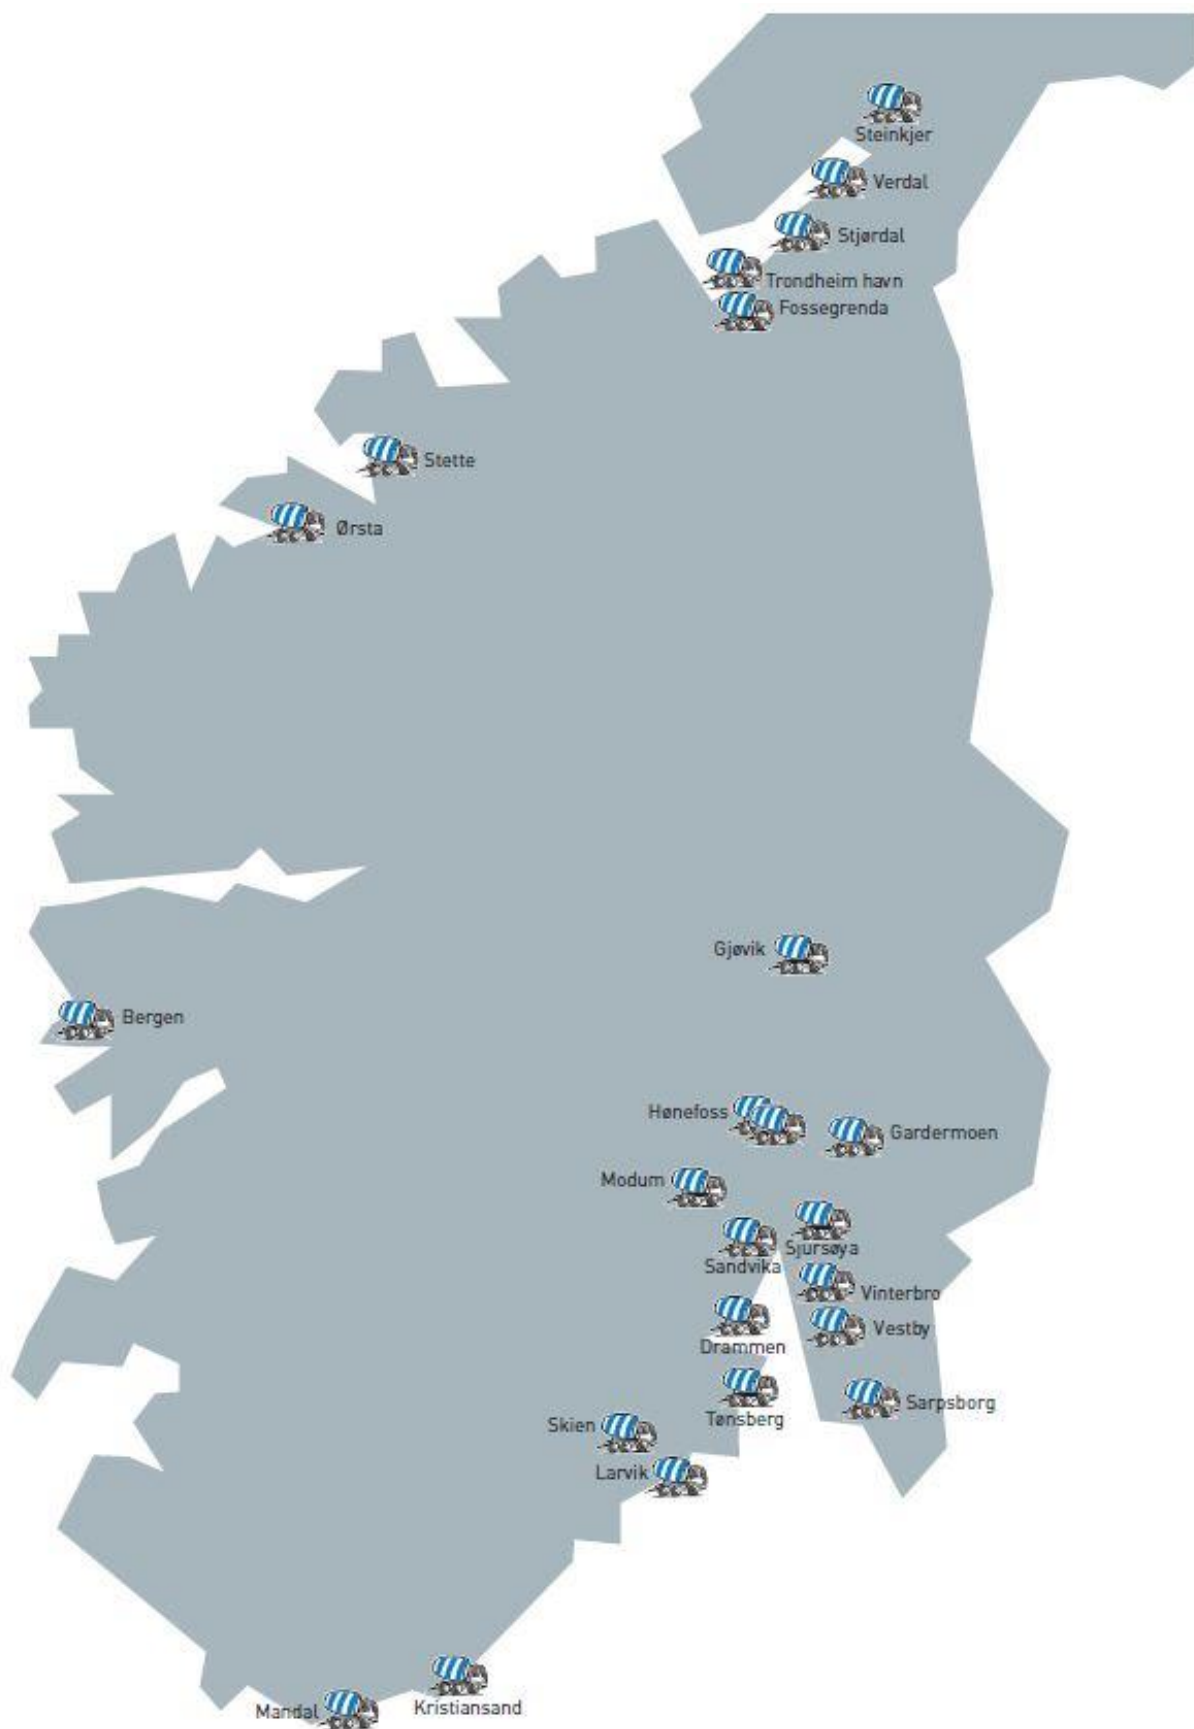 Steinkjer
Verdal
Stjørdal
Trondheim havn
Fossegrenda
Stette
Ørsta
Gjøvik
Bergen
Hønefoss
Gardermoen
Modum
Sjursøya
Sandvika
Vinterbro
Vestby
Drammen
Sarpsborg
Tønsberg
Skien
Larvik
Kristiansand
Mandal